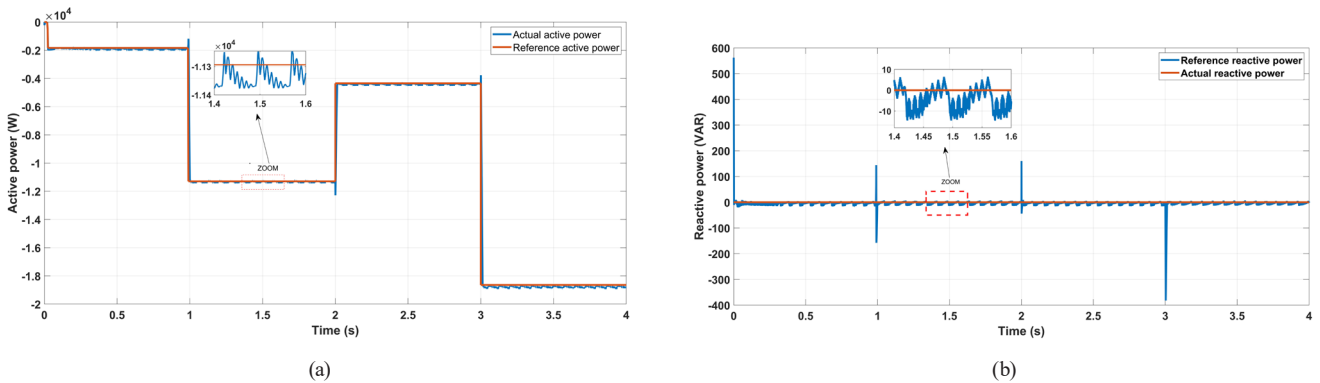 ×10⁴
0
-0.2
-0.4
-0.6
-0.8
-1
-1.2
-1.4
-1.6
-1.8
-2
Active power (W)
0 0.5 1 1.5 2 2.5 3 3.5 4
Time (s)
Actual active power
Reference active power
×10⁴
-1.13
-1.14
1.4 1.5 1.6
ZOOM
(a)
600
500
400
300
200
100
0
-100
-200
-300
-400
Reactive power (VAR)
0 0.5 1 1.5 2 2.5 3 3.5 4
Time (s)
Reference reactive power
Actual reactive power
10
0
-10
1.4 1.45 1.5 1.55 1.6
ZOOM
(b)